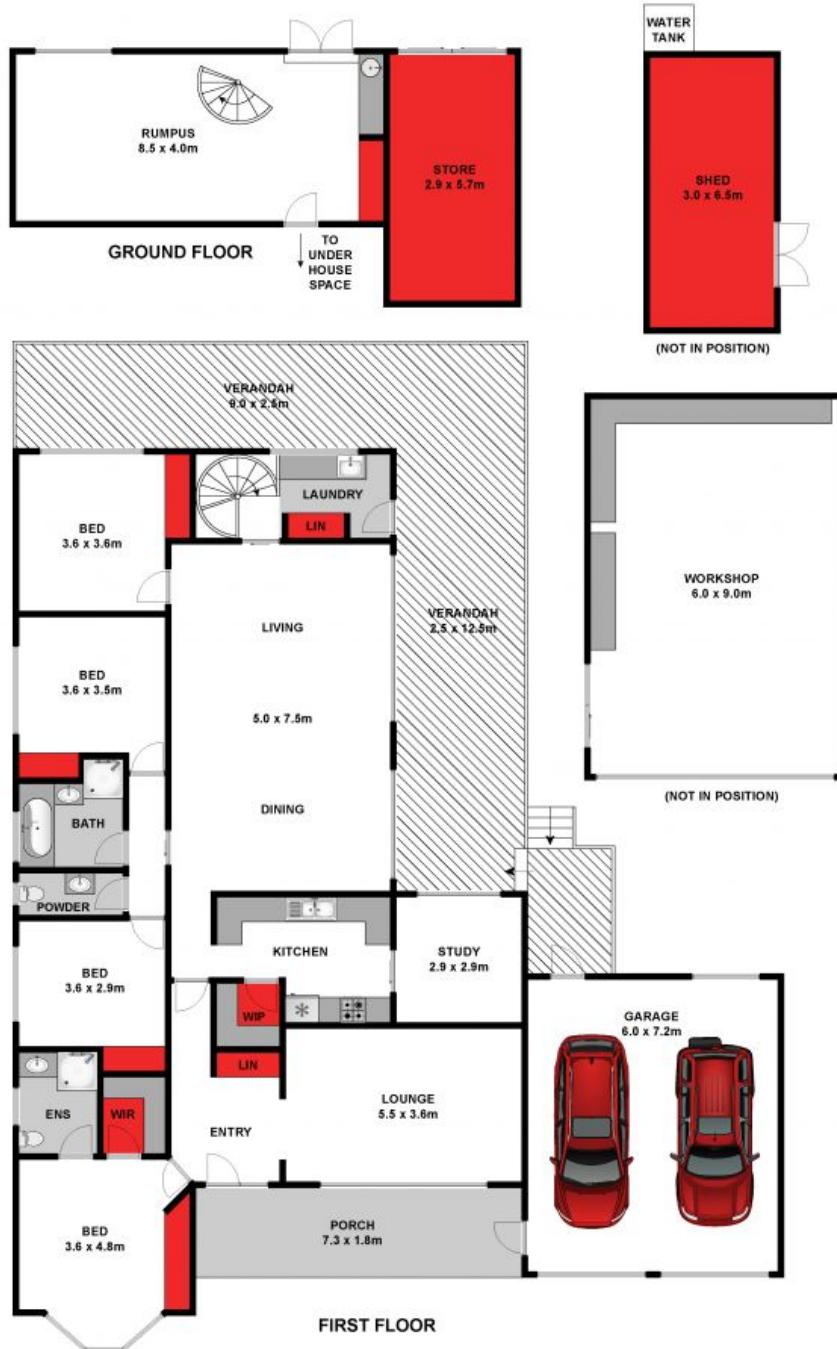 WATER
TANK
RUMPUS
8.5 x 4.0m
STORE
2.9 x 5.7m
SHED
3.0 x 6.5m
GROUND FLOOR
TO
UNDER
HOUSE
SPACE
(NOT IN POSITION)
VERANDAH
9.0 x 2.5m
LAUNDRY
LIN
BED
3.6 x 3.6m
WORKSHOP
6.0 x 9.0m
VERANDAH
2.5 x 12.5m
LIVING
BED
3.6 x 3.5m
5.0 x 7.5m
(NOT IN POSITION)
DINING
BATH
POWDER
KITCHEN
STUDY
2.9 x 2.9m
BED
3.6 x 2.9m
WIP
GARAGE
6.0 x 7.2m
LIN
LOUNGE
5.5 x 3.6m
ENS
WIR
ENTRY
BED
3.6 x 4.8m
PORCH
7.3 x 1.8m
FIRST FLOOR